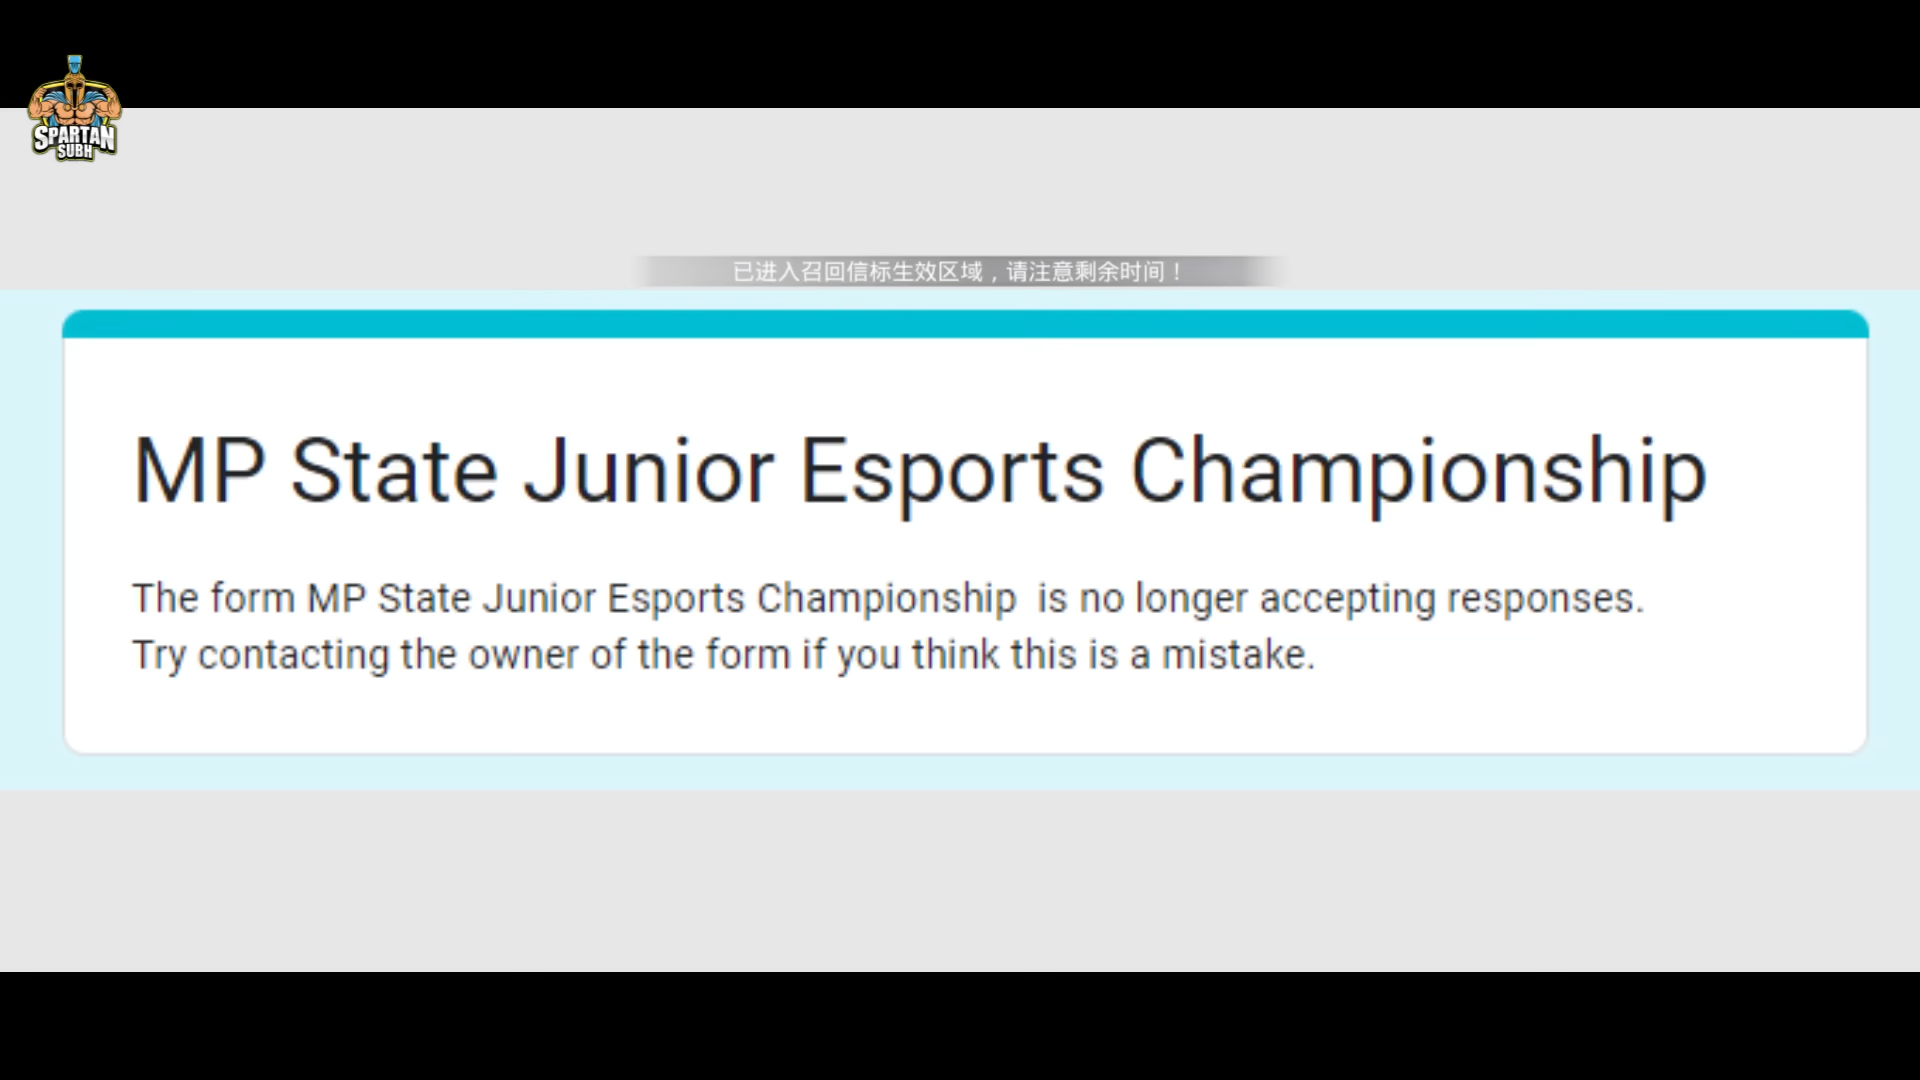 SPARTAN
SUBH
已进入召回信标生效区域，请注意剩余时间！
MP State Junior Esports Championship
The form MP State Junior Esports Championship is no longer accepting responses.
Try contacting the owner of the form if you think this is a mistake.